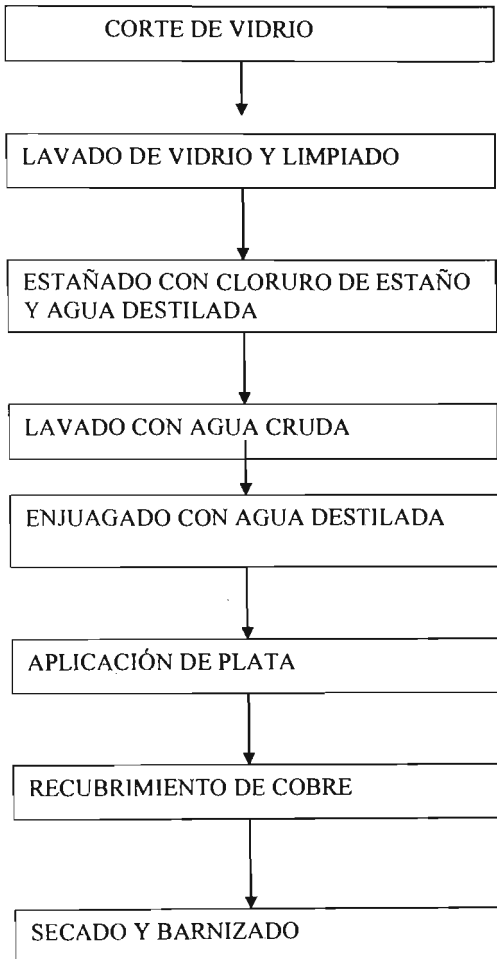 CORTE DE VIDRIO
LAVADO DE VIDRIO Y LIMPIADO
ESTAÑADO CON CLORURO DE ESTAÑO
Y AGUA DESTILADA
LAVADO CON AGUA CRUDA
ENJUAGADO CON AGUA DESTILADA
APLICACIÓN DE PLATA
RECUBRIMIENTO DE COBRE
SECADO Y BARNIZADO